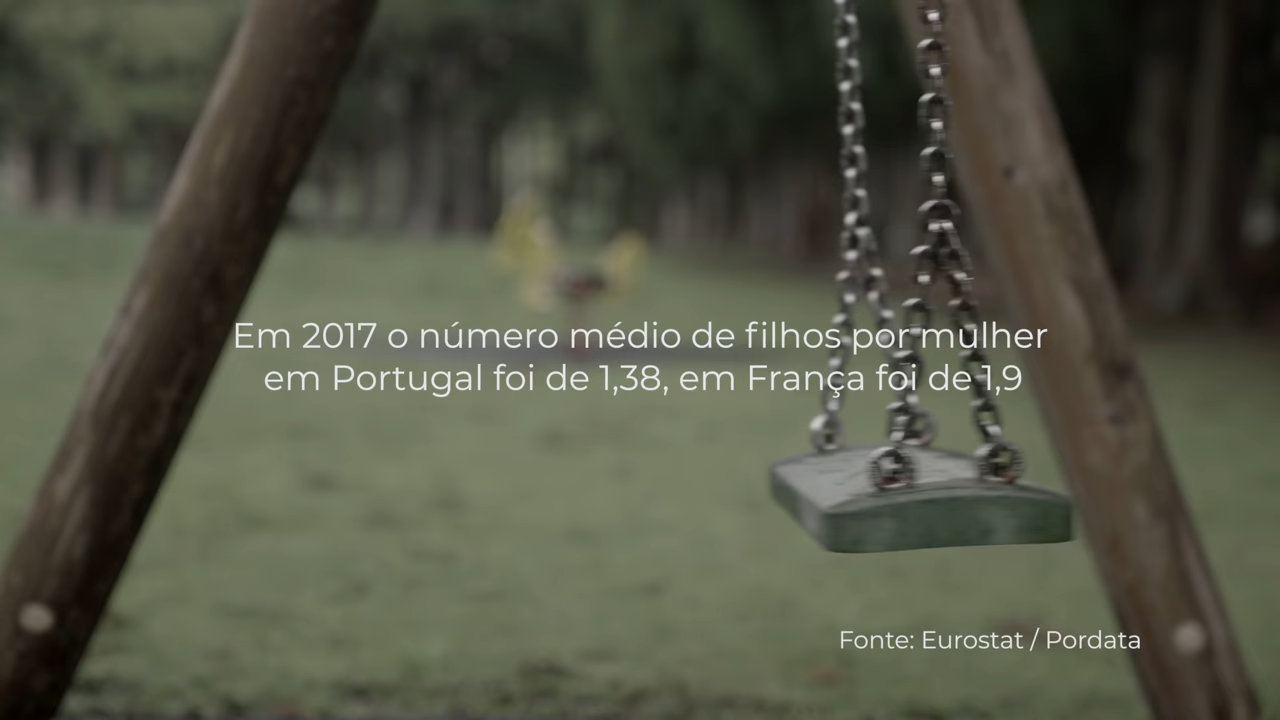 Em 2017 o número médio de filhos por mulher
em Portugal foi de 1,38, em França foi de 1,9
Fonte: Eurostat / Pordata